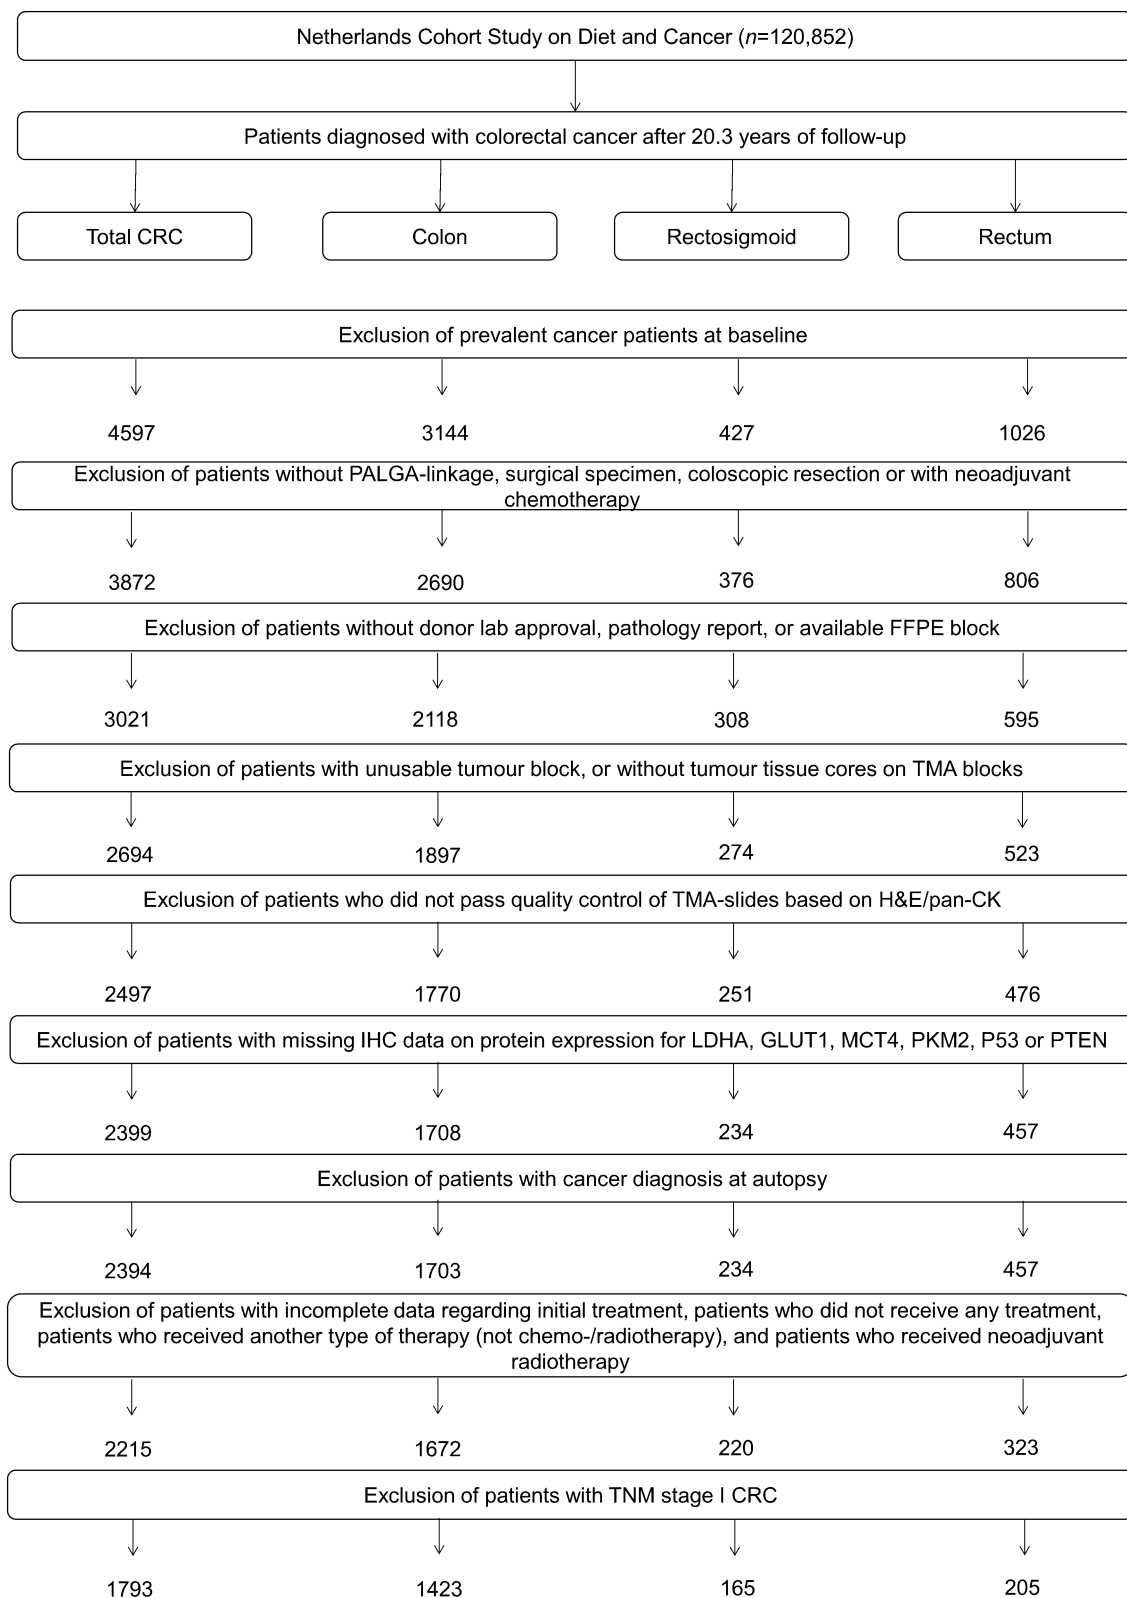 Netherlands Cohort Study on Diet and Cancer (n=120,852)
Patients diagnosed with colorectal cancer after 20.3 years of follow-up
Total CRC Colon Rectosigmoid Rectum
Exclusion of prevalent cancer patients at baseline
4597 3144 427 1026
Exclusion of patients without PALGA-linkage, surgical specimen, coloscopic resection or with neoadjuvant
chemotherapy
3872 2690 376 806
Exclusion of patients without donor lab approval, pathology report, or available FFPE block
3021 2118 308 595
Exclusion of patients with unusable tumour block, or without tumour tissue cores on TMA blocks
2694 1897 274 523
Exclusion of patients who did not pass quality control of TMA-slides based on H&E/pan-CK
2497 1770 251 476
Exclusion of patients with missing IHC data on protein expression for LDHA, GLUT1, MCT4, PKM2, P53 or PTEN
2399 1708 234 457
Exclusion of patients with cancer diagnosis at autopsy
2394 1703 234 457
Exclusion of patients with incomplete data regarding initial treatment, patients who did not receive any treatment,
patients who received another type of therapy (not chemo-/radiotherapy), and patients who received neoadjuvant
radiotherapy
2215 1672 220 323
Exclusion of patients with TNM stage I CRC
1793 1423 165 205